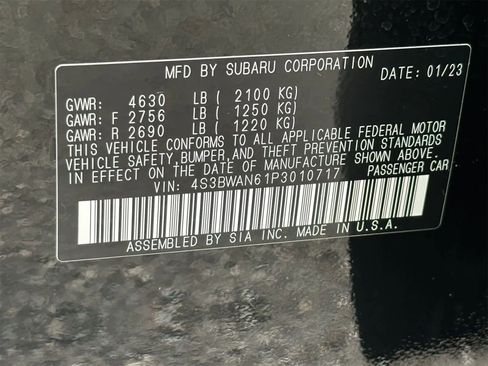 MFD BY SUBARU CORPORATION
DATE: 01/23
GVWR: 4630 LB ( 2100 KG)
GAWR: F 2756 LB ( 1250 KG)
GAWR: R 2690 LB ( 1220 KG)
THIS VEHICLE CONFORMS TO ALL APPLICABLE FEDERAL MOTOR
VEHICLE SAFETY, BUMPER, AND THEFT PREVENTION STANDARDS
IN EFFECT ON THE DATE OF MANUFACTURE SHOWN ABOVE.
VIN: 4S3BWAN61P3010717 PASSENGER CAR
ASSEMBLED BY SIA INC. MADE IN U.S.A.